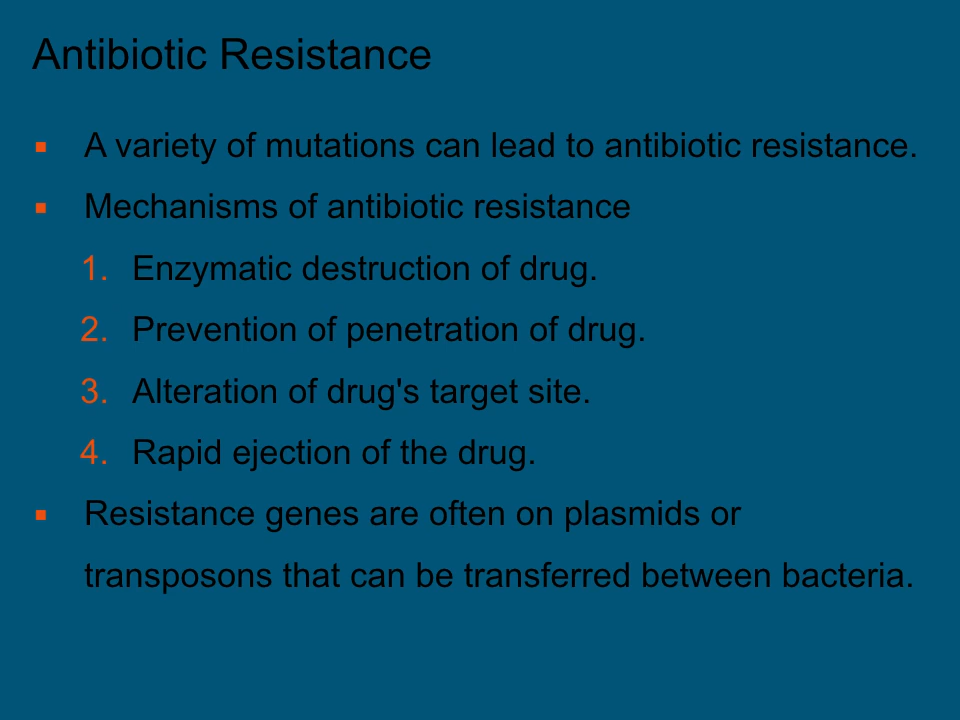 Antibiotic Resistance
▪ A variety of mutations can lead to antibiotic resistance.
▪ Mechanisms of antibiotic resistance
1. Enzymatic destruction of drug.
2. Prevention of penetration of drug.
3. Alteration of drug's target site.
4. Rapid ejection of the drug.
▪ Resistance genes are often on plasmids or
transposons that can be transferred between bacteria.